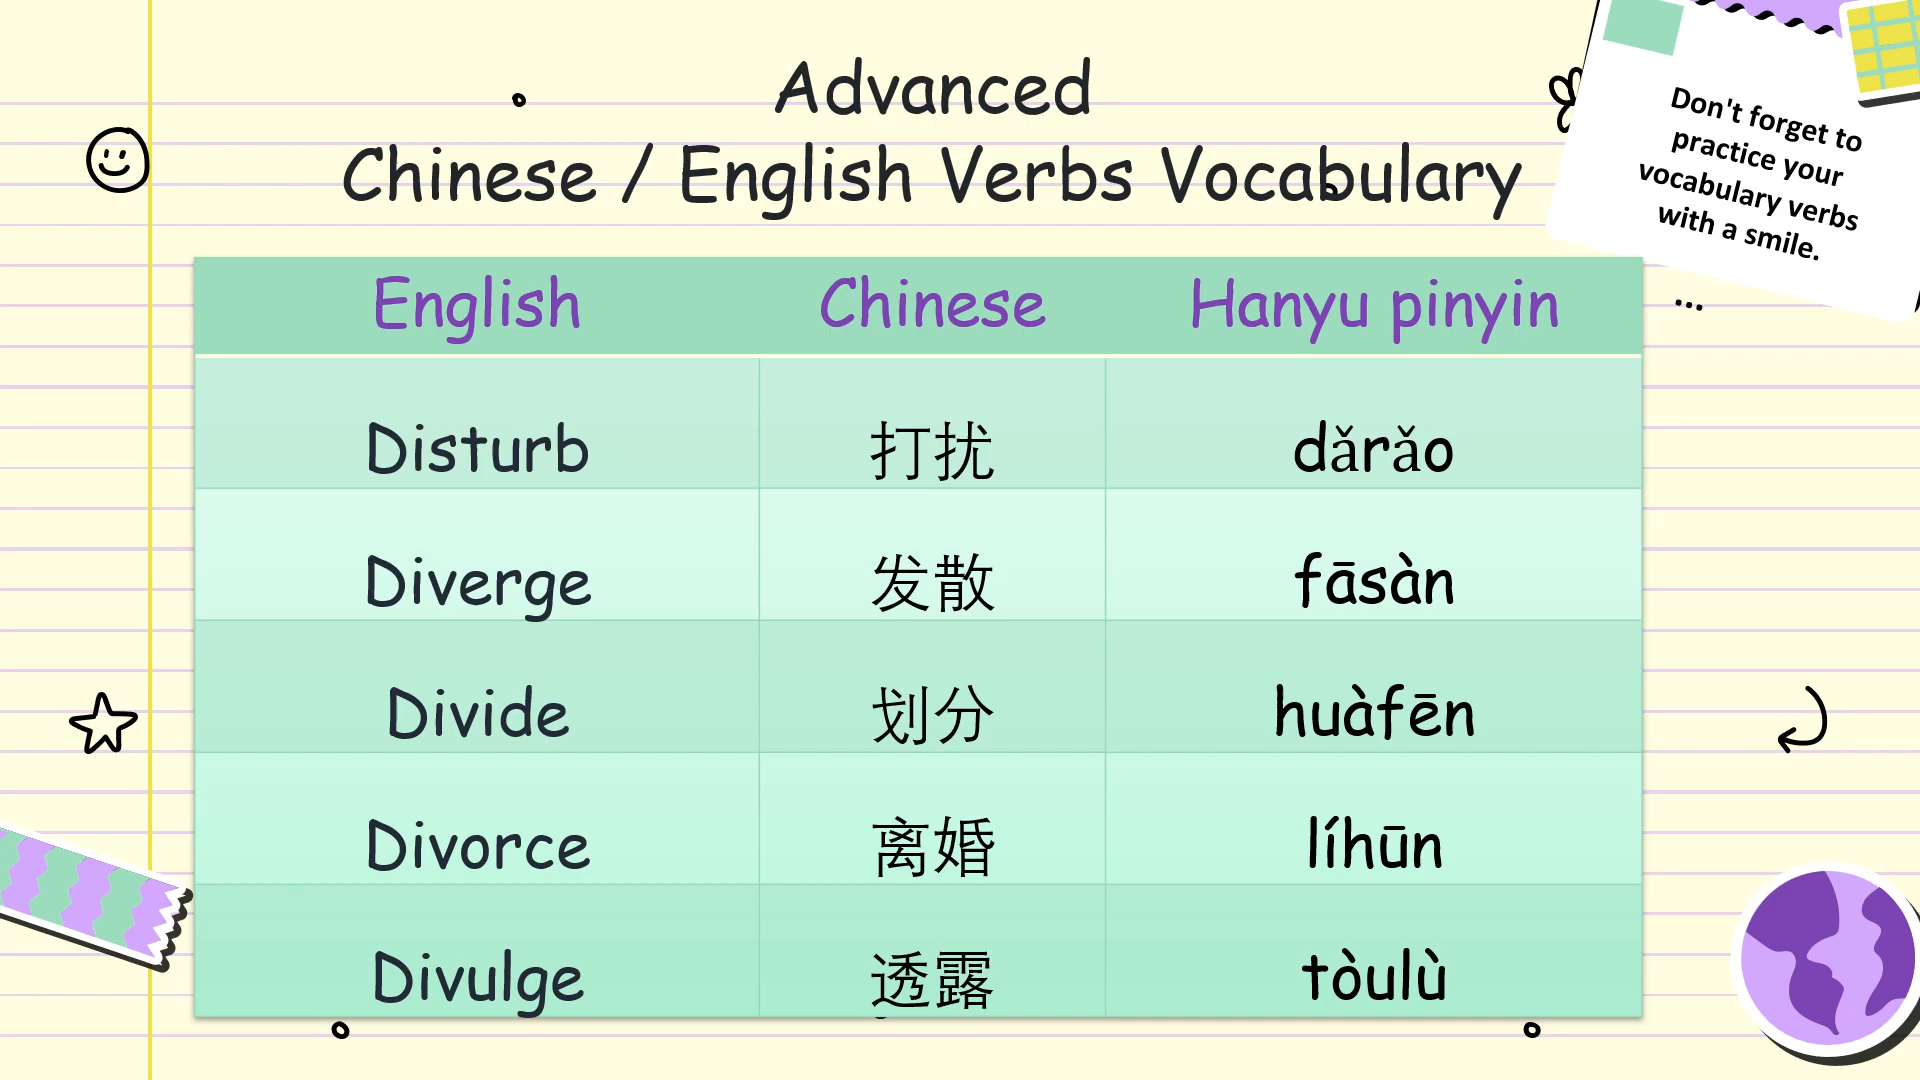 Advanced
Chinese / English Verbs Vocabulary
Don't forget to
practice your
vocabulary verbs
with a smile.
...
English Chinese Hanyu pinyin
Disturb 打扰 dǎrǎo
Diverge 发散 fāsàn
Divide 划分 huàfēn
Divorce 离婚 líhūn
Divulge 透露 tòulù